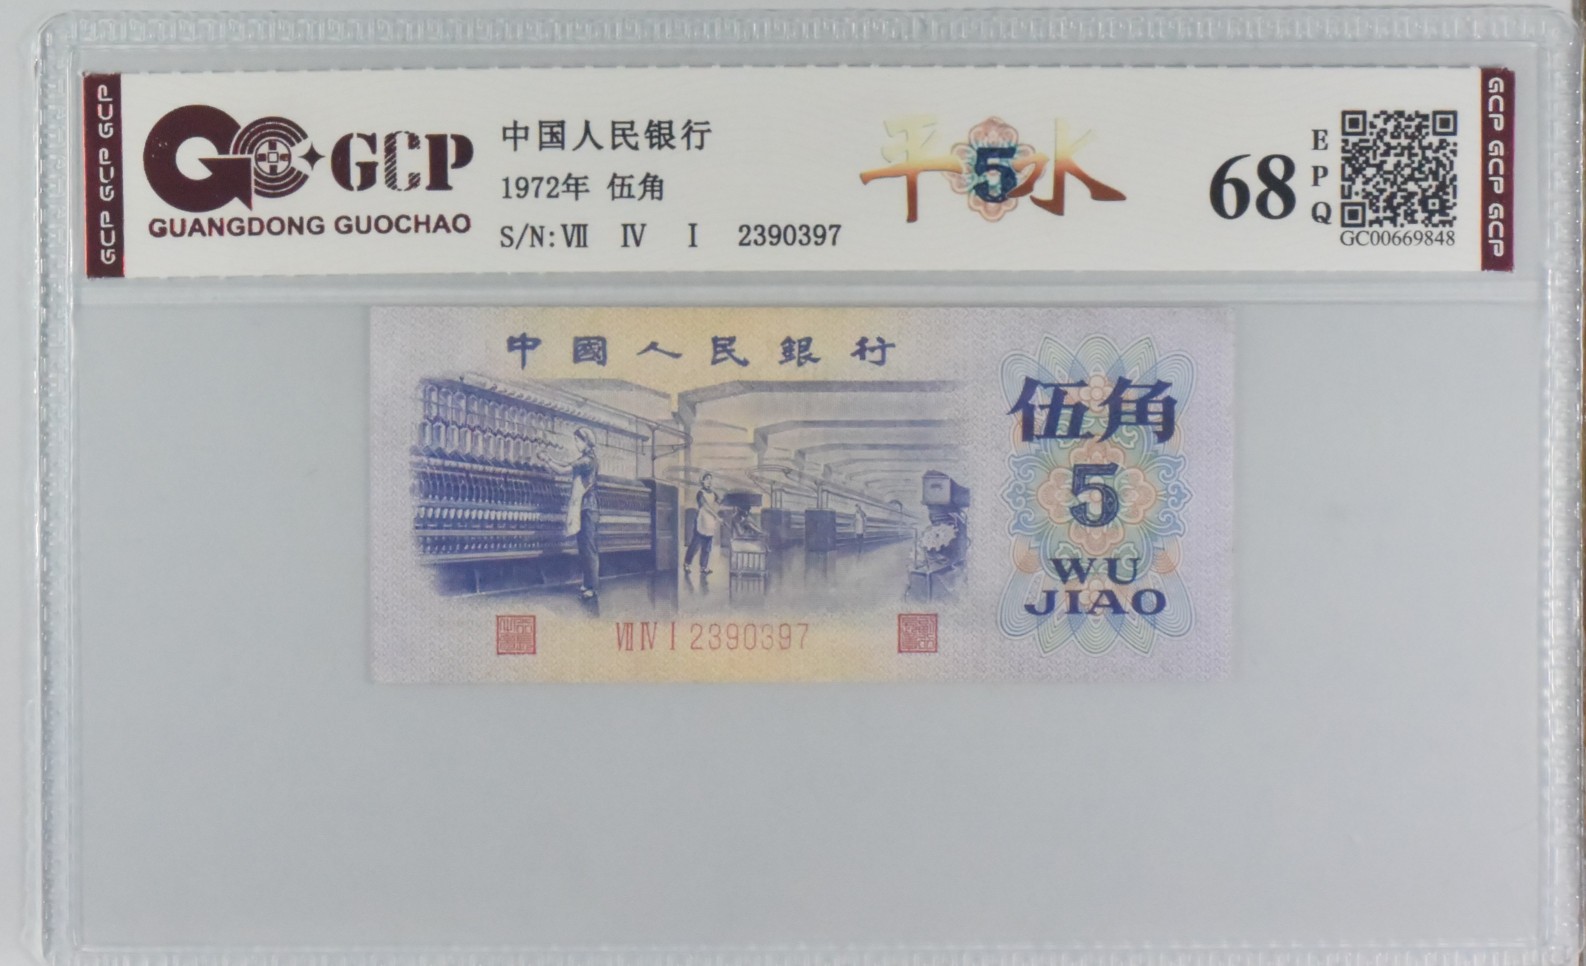 GCP GCP GCP
GCP
GUANGDONG GUOCHAO
中国人民银行
1972年 伍角
S/N: Ⅶ Ⅳ Ⅰ 2390397
平5水
68
EPQ
GC00669848
GCP GCP GCP
中國人民銀行
伍角
5
WU
JIAO
Ⅶ Ⅳ Ⅰ 2390397